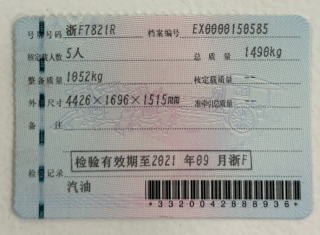 号牌号码 浙F7821R 档案编号 EX0000150585
核定载人数 5人 总质量 1490kg
整备质量 1052kg 核定载质量 --
外廓尺寸 4426×1696×1515mm 准牵引总质量 --
备注
检验有效期至2021年09月浙F
检验记录
汽油
*3320042888936*